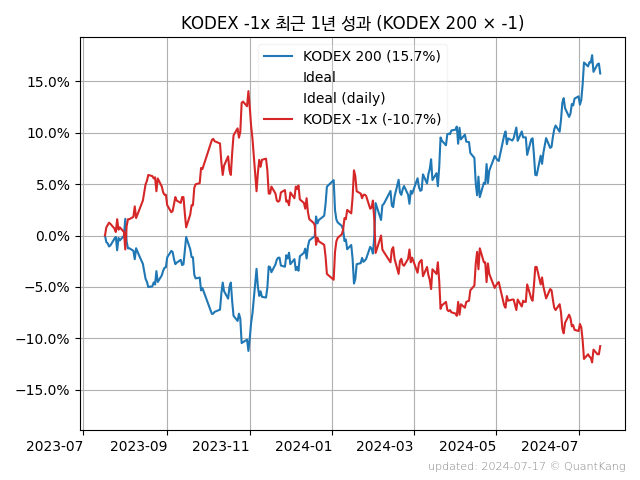 KODEX -1x 최근 1년 성과 (KODEX 200 × -1)
KODEX 200 (15.7%)
Ideal
Ideal (daily)
KODEX -1x (-10.7%)
15.0%
10.0%
5.0%
0.0%
−5.0%
−10.0%
−15.0%
2023-07 2023-09 2023-11 2024-01 2024-03 2024-05 2024-07
updated: 2024-07-17 © QuantKang